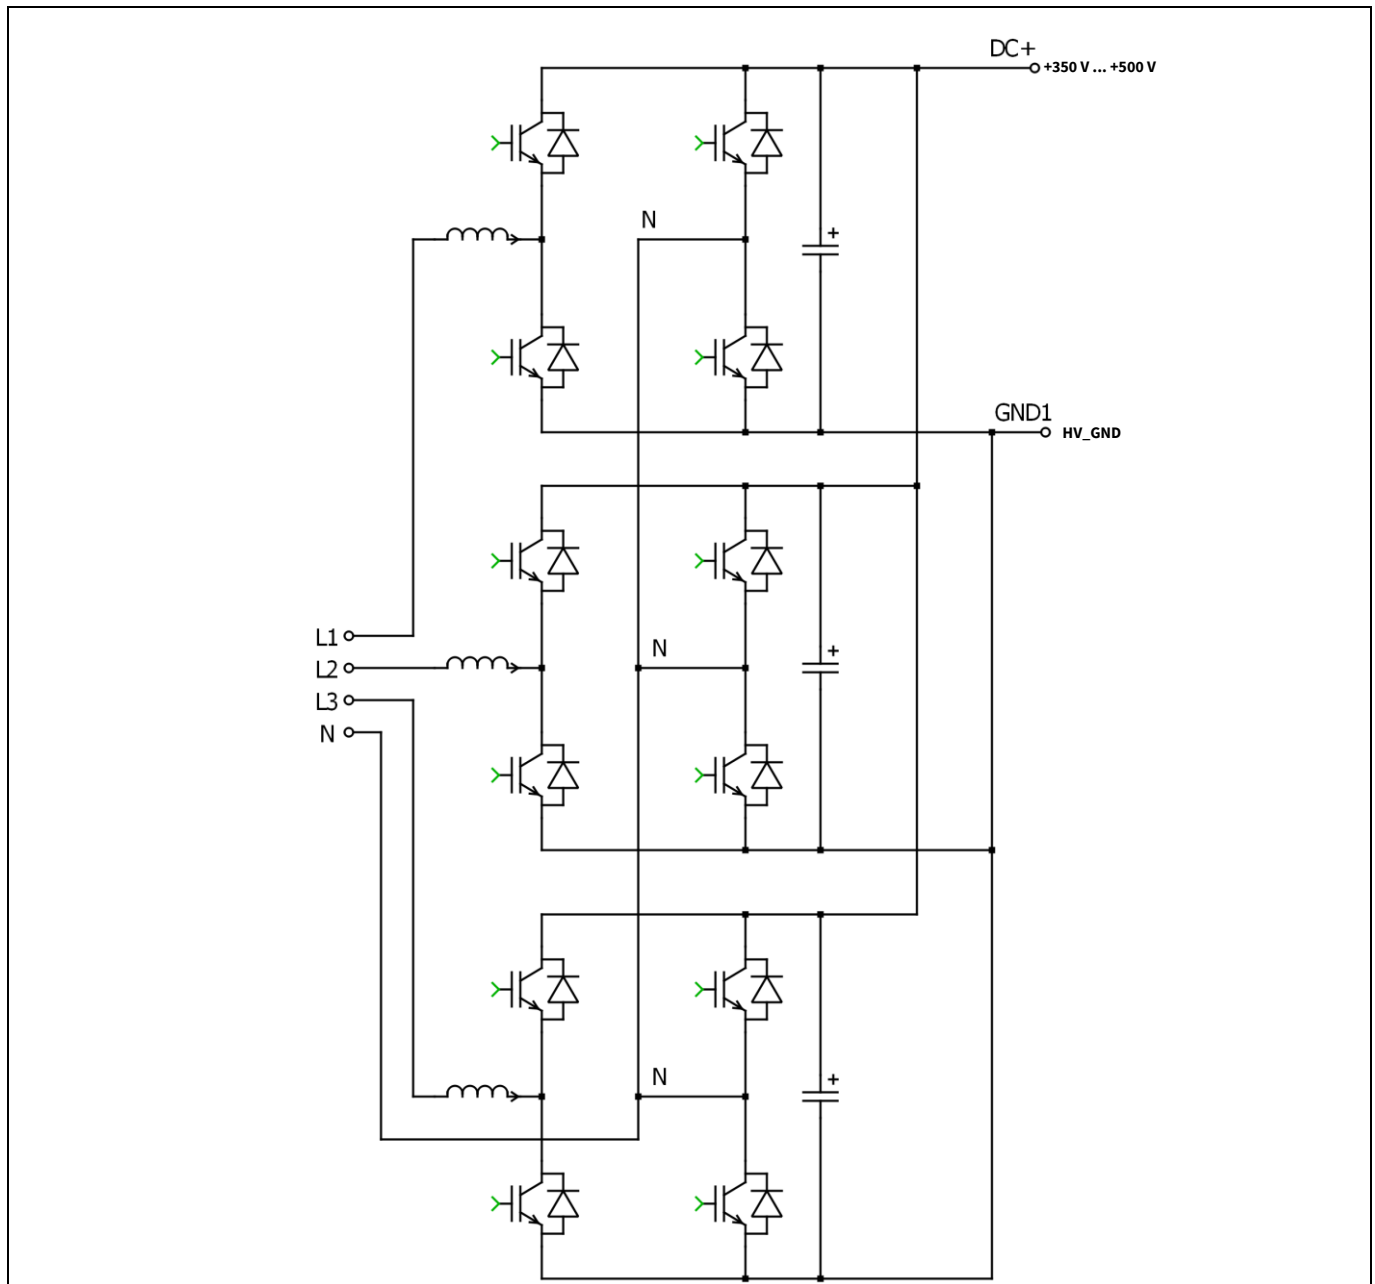 DC+
+350 V ... +500 V
N
+
GND1
HV_GND
L1
L2
L3
N
N
+
N
+